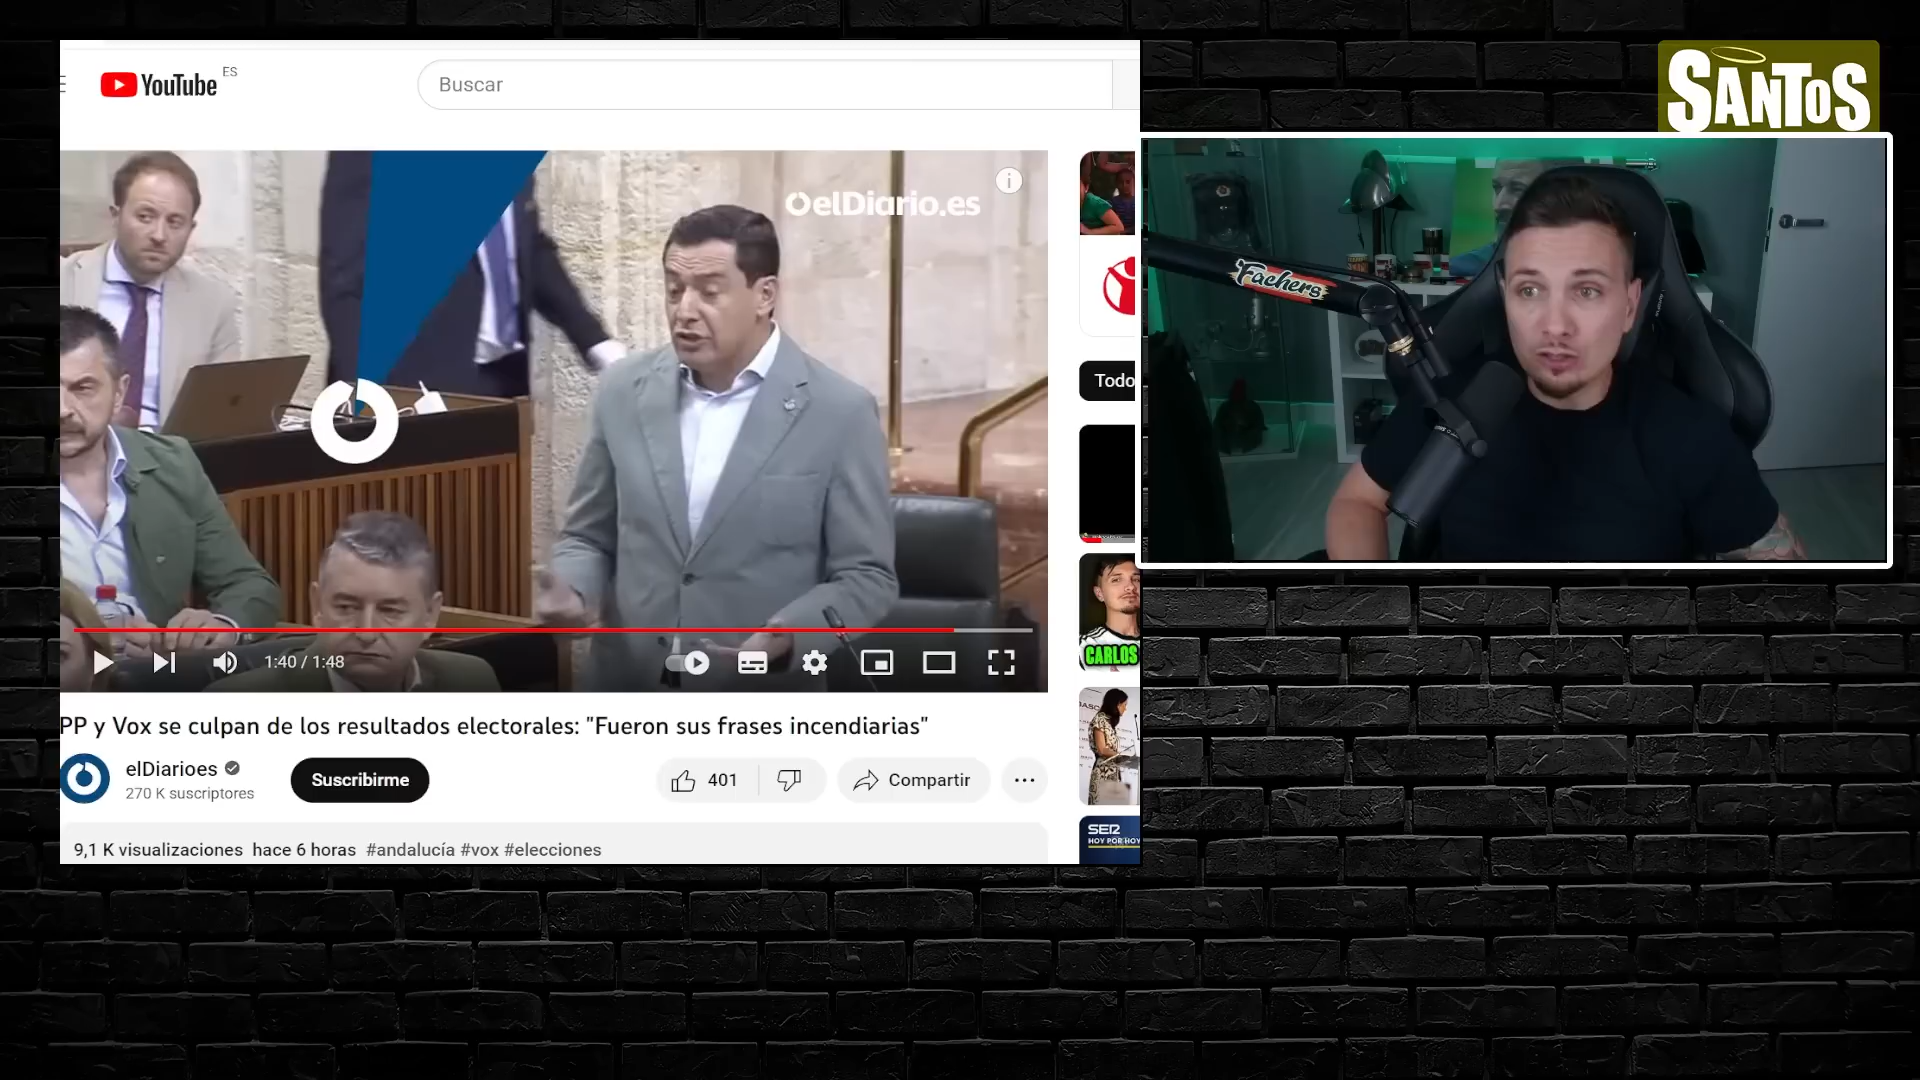 YouTube ES
Buscar
elDiario.es
SANTOS
Fachers
Todo
CARLOS
1:40 / 1:48
PP y Vox se culpan de los resultados electorales: "Fueron sus frases incendiarias"
elDiarioes
270 K suscriptores
Suscribirme
401
Compartir
SER
HOY POR HOY
9,1 K visualizaciones hace 6 horas #andalucía #vox #elecciones